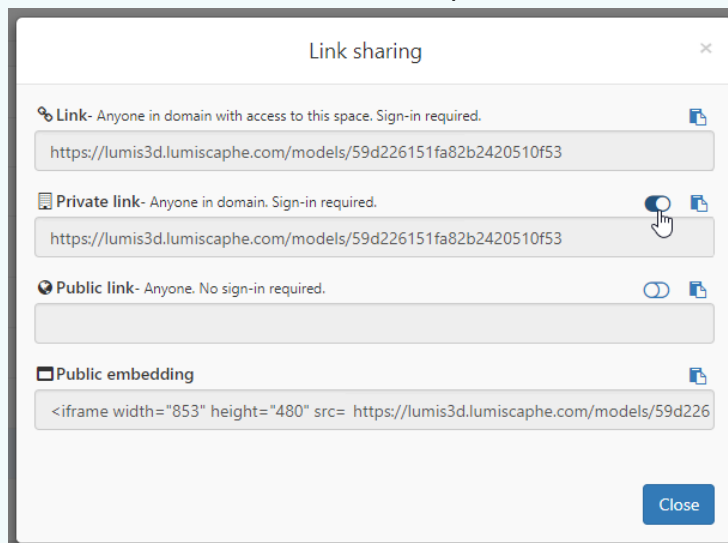 Link sharing
×
Link- Anyone in domain with access to this space. Sign-in required.
https://lumis3d.lumiscaphe.com/models/59d226151fa82b2420510f53
Private link- Anyone in domain. Sign-in required.
https://lumis3d.lumiscaphe.com/models/59d226151fa82b2420510f53
Public link- Anyone. No sign-in required.
Public embedding
<iframe width="853" height="480" src= https://lumis3d.lumiscaphe.com/models/59d226
Close